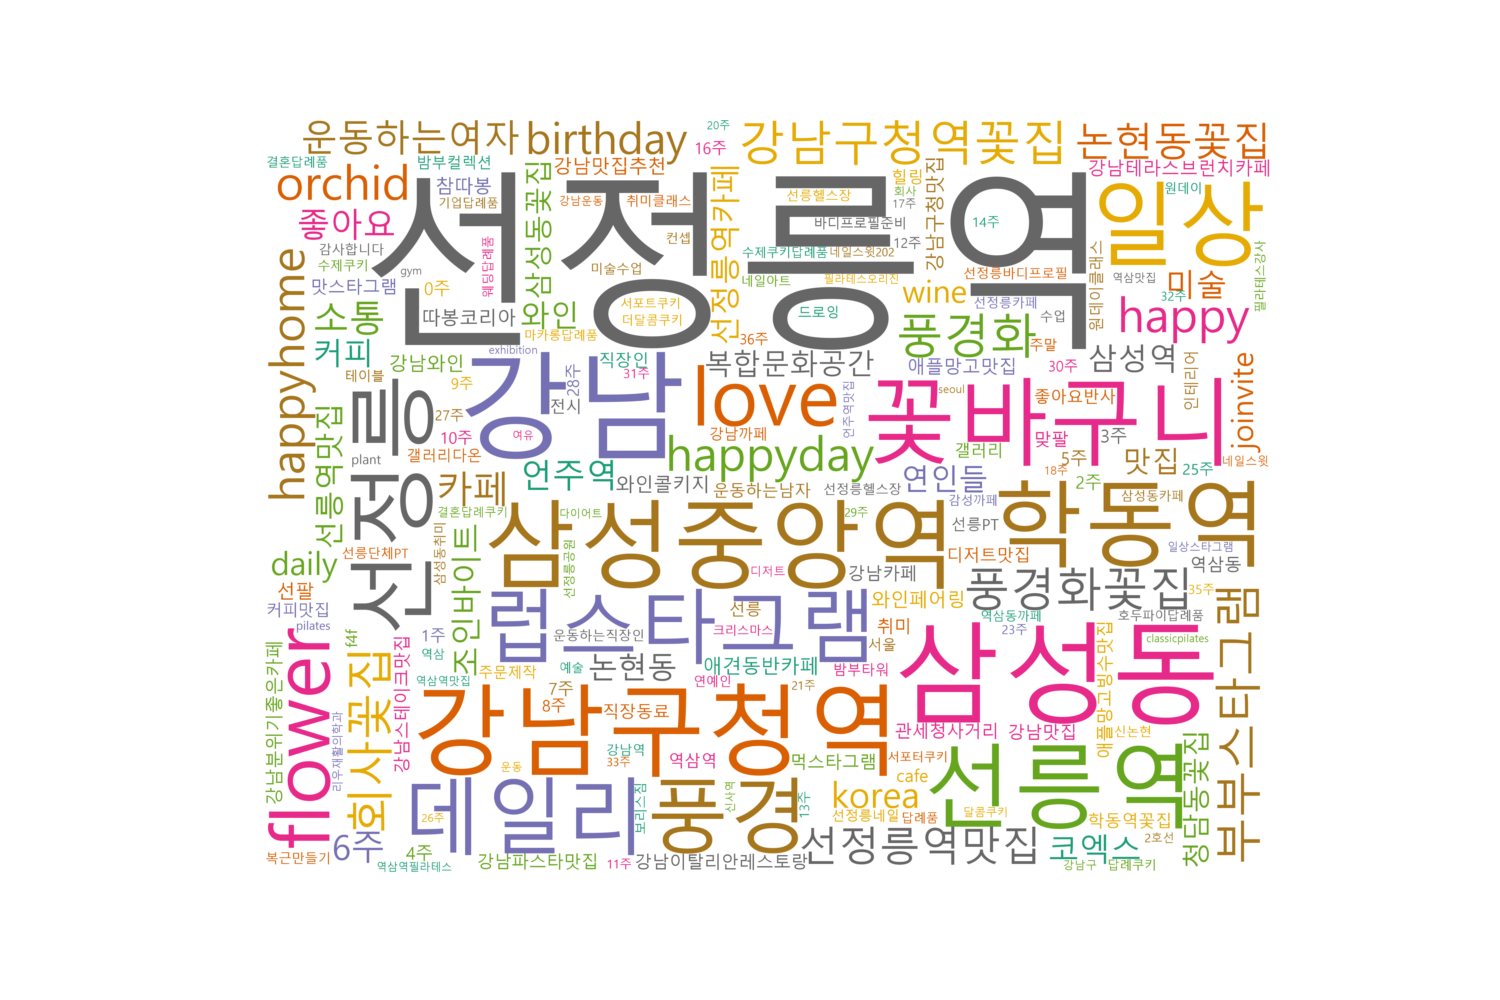 운동하는여자
birthday
20주
16주
강남구청역꽃집
논현동꽃집
결혼답례품
밤부컬렉션
강남맛집추천
강남테라스브런치카페
orchid
참따봉
기업답례품
강남운동
취미클래스
선릉헬스장
힐링
회사
17주
원데이
좋아요
선정릉역
일상
감사합니다
수제쿠키
맛스타그램
gym
0주
웨딩답례품
와삼성동꽃집
미술수업
컨셉
선정릉역카페
바디프로필준비
14주
12주
수제쿠키답례품
네일스윗202
네일아트
필라테스오리진
강남구청맛집
선정릉바디프로필
원데이클래스
역삼맛집
미술
32주
필라테스강사
happyhome
소통
따봉코리아
와인
서포트쿠키
더달콤쿠키
드로잉
wine
선정릉카페
수업
happy
마카롱답례품
36주
풍경화
주말
커피
강남와인
exhibition
직장인
31주
복합문화공간
애플망고맛집
30주
삼성역
인테리어
joinvite
테이블
9주
28주
강남
전시
love
강남까페
언주역맛집
꽃바구니
seoul
좋아요반사
선릉역맛집
선정릉
27주
10주
여유
갤러리다온
plant
happyday
갤러리
맞팔
3주
5주
18주
맛집
2주
25주
네일스윗
카페
언주역
와인콜키지
운동하는남자
선정릉헬스장
연인들
감성까페
학동역
삼성동카페
결혼답례쿠키
다이어트
29주
선릉PT
daily
선릉단체PT
삼성동취미
조인바이트
삼성중앙역
선정릉공원
디저트
강남카페
디저트맛집
일상스타그램
역삼동
선팔
커피맛집
pilates
럽스타그램
선릉
와인페어링
풍경화꽃집
35주
flower
f4f
1주
역삼
운동하는직장인
크리스마스
취미
서울
역삼동까페
23주
호두파이답례품
classicpilates
부부스타그램
강남분위기좋은카페
회사꽃집
강남스테이크맛집
역삼역맛집
주문제작
예술
논현동
애견동반카페
밤부타워
연예인
삼성동
애플망고빙수맛집
리우재활의학과
강남구청역
7주
8주
직장동료
21주
관세청사거리
강남맛집
신논현
운동
강남역
33주
역삼역
먹스타그램
서포터쿠키
선릉역
청담동꽃집
데일리
26주
보리스짐
풍경
신사역
13주
cafe
korea
선정릉네일
답례품
달콤쿠키
학동역꽃집
6주
4주
복근만들기
역삼역필라테스
강남파스타맛집
11주
강남이탈리안레스토랑
선정릉역맛집
코엑스
2호선
강남구
답례쿠키